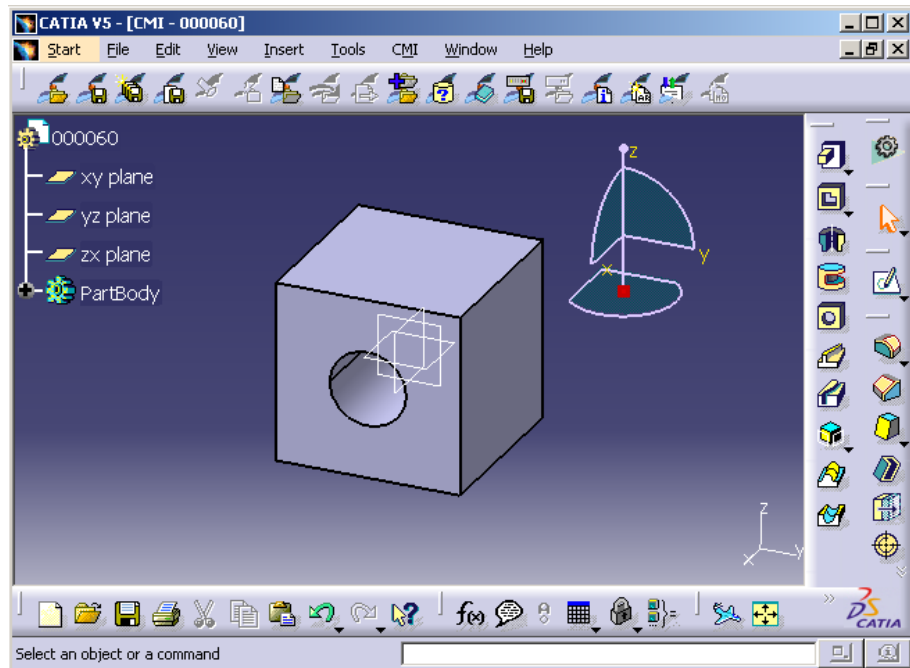 CATIA V5 - [CMI - 000060]
Start File Edit View Insert Tools CMI Window Help
000060
xy plane
yz plane
zx plane
PartBody
z
y
x
z
y
x
f(x)
CATIA
Select an object or a command